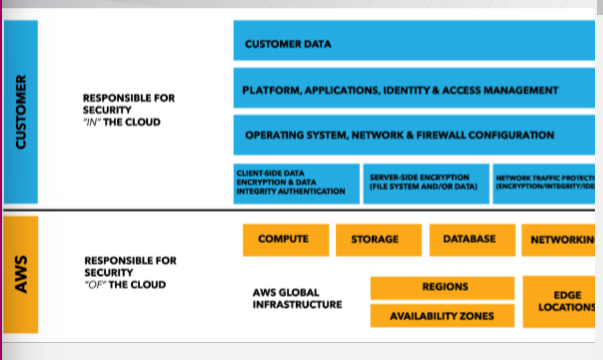 CUSTOMER
RESPONSIBLE FOR
SECURITY
"IN" THE CLOUD
CUSTOMER DATA
PLATFORM, APPLICATIONS, IDENTITY & ACCESS MANAGEMENT
OPERATING SYSTEM, NETWORK & FIREWALL CONFIGURATION
CLIENT-SIDE DATA
ENCRYPTION & DATA
INTEGRITY AUTHENTICATION
SERVER-SIDE ENCRYPTION
(FILE SYSTEM AND/OR DATA)
NETWORK TRAFFIC PROTECTI
(ENCRYPTION/INTEGRITY/IDE
AWS
RESPONSIBLE FOR
SECURITY
"OF" THE CLOUD
COMPUTE
STORAGE
DATABASE
NETWORKIN
AWS GLOBAL
INFRASTRUCTURE
REGIONS
AVAILABILITY ZONES
EDGE
LOCATIONS